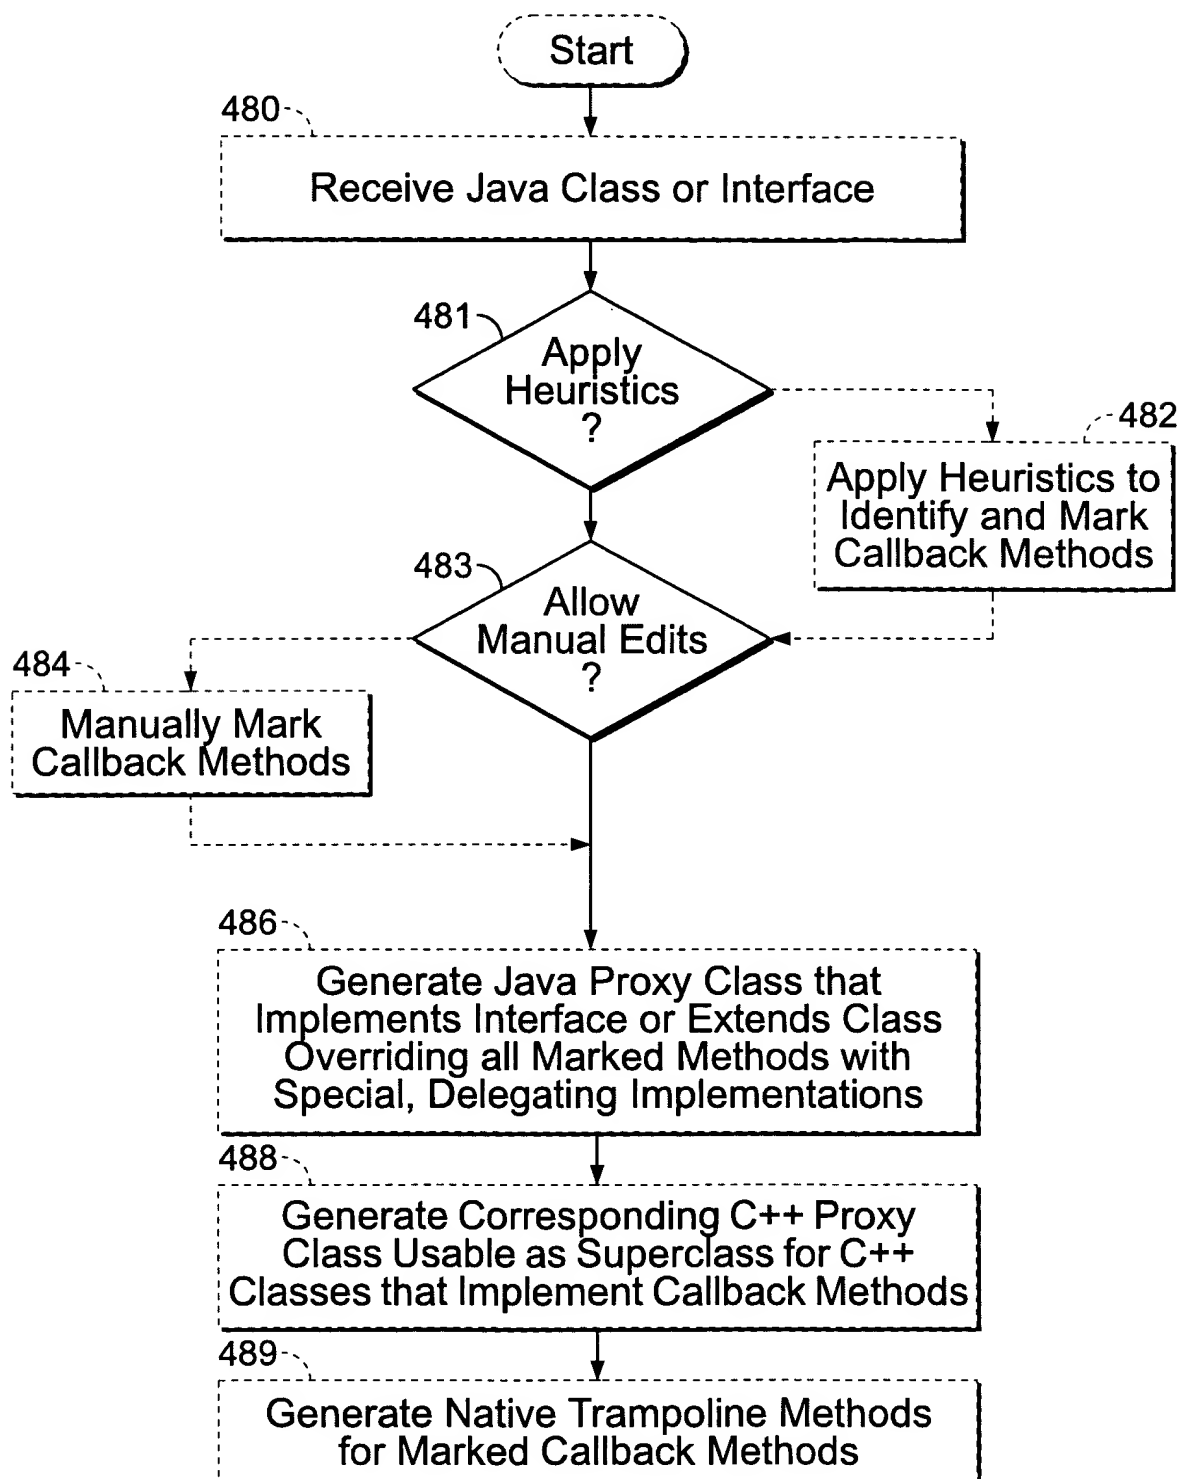 Start
480
Receive Java Class or Interface
481
Apply
Heuristics
?
482
Apply Heuristics to
Identify and Mark
Callback Methods
483
Allow
Manual Edits
?
484
Manually Mark
Callback Methods
486
Generate Java Proxy Class that
Implements Interface or Extends Class
Overriding all Marked Methods with
Special, Delegating Implementations
488
Generate Corresponding C++ Proxy
Class Usable as Superclass for C++
Classes that Implement Callback Methods
489
Generate Native Trampoline Methods
for Marked Callback Methods